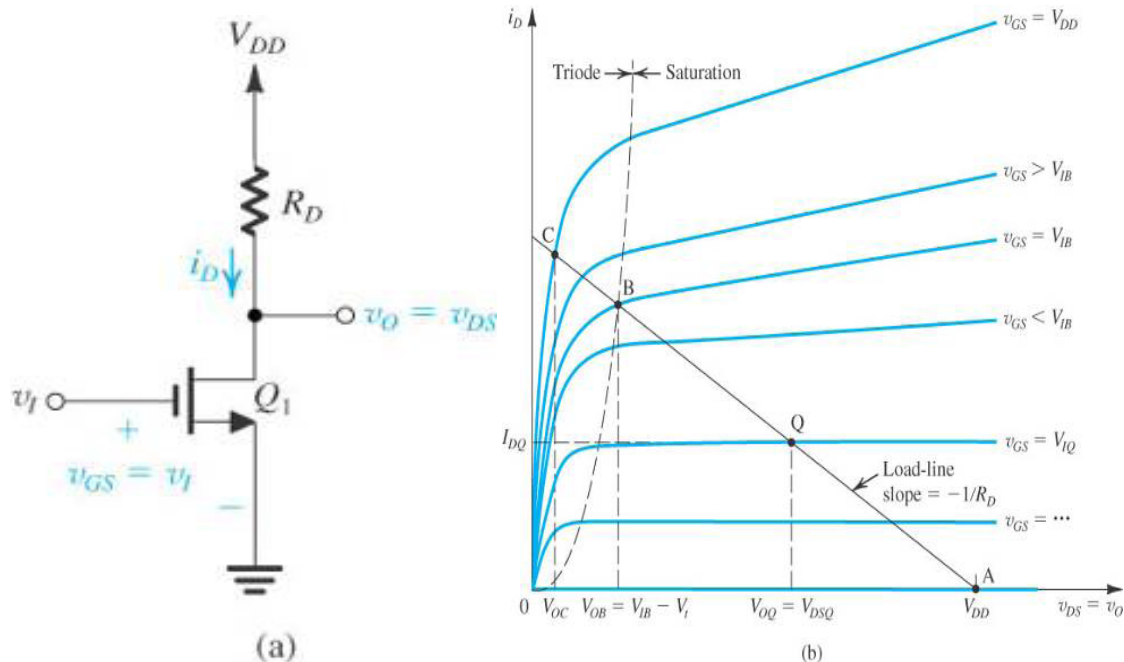 V_DD
R_D
i_D
v_O = v_DS
v_I
Q_1
+
v_GS = v_I
−
(a)
i_D
v_GS = V_DD
Triode
Saturation
v_GS > V_IB
C
v_GS = V_IB
B
v_GS < V_IB
Q
I_DQ
v_GS = V_IQ
Load-line
slope = −1/R_D
v_GS = ···
A
0
V_OC
V_OB = V_IB − V_t
V_OQ = V_DSQ
V_DD
v_DS = v_O
(b)